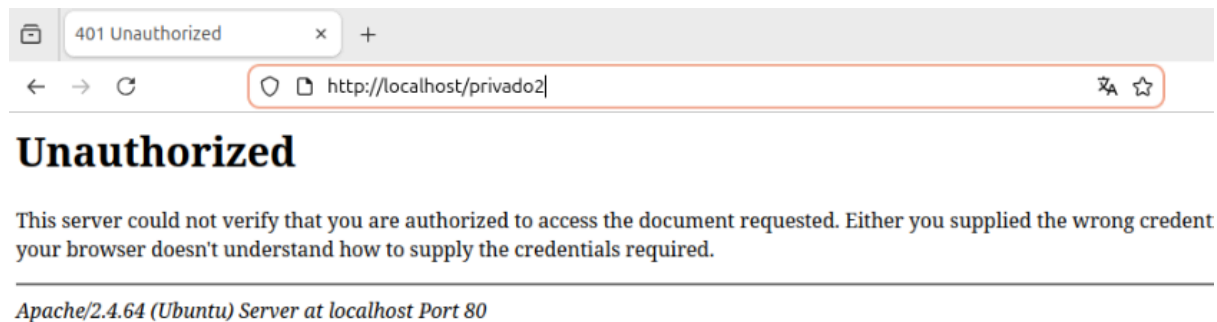 401 Unauthorized
http://localhost/privado2
Unauthorized
This server could not verify that you are authorized to access the document requested. Either you supplied the wrong credent
your browser doesn't understand how to supply the credentials required.
Apache/2.4.64 (Ubuntu) Server at localhost Port 80